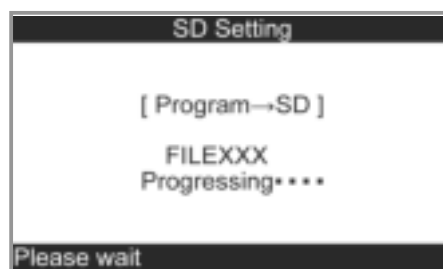 SD Setting
[ Program→SD ]
FILEXXX
Progressing････
Please wait